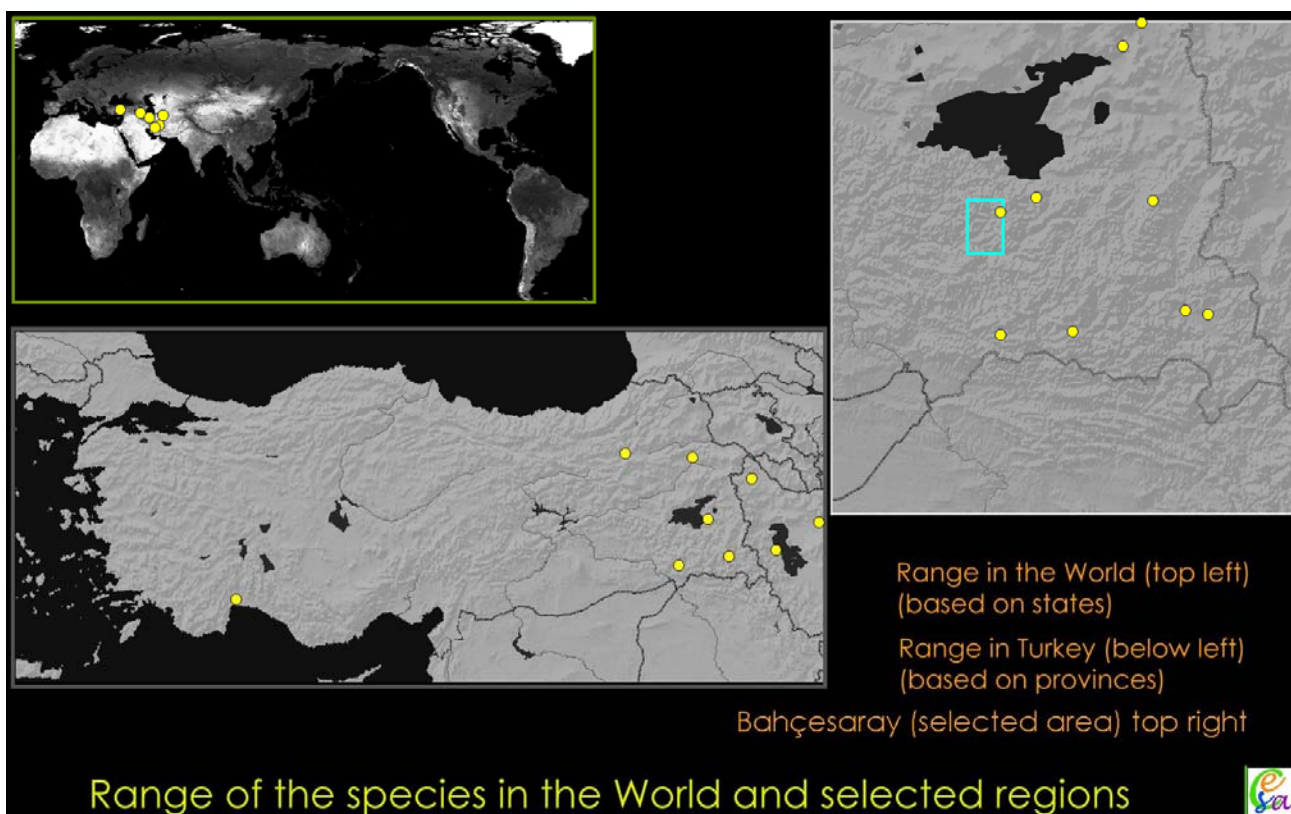 Range in the World (top left)
(based on states)
Range in Turkey (below left)
(based on provinces)
Bahçesaray (selected area) top right
Range of the species in the World and selected regions